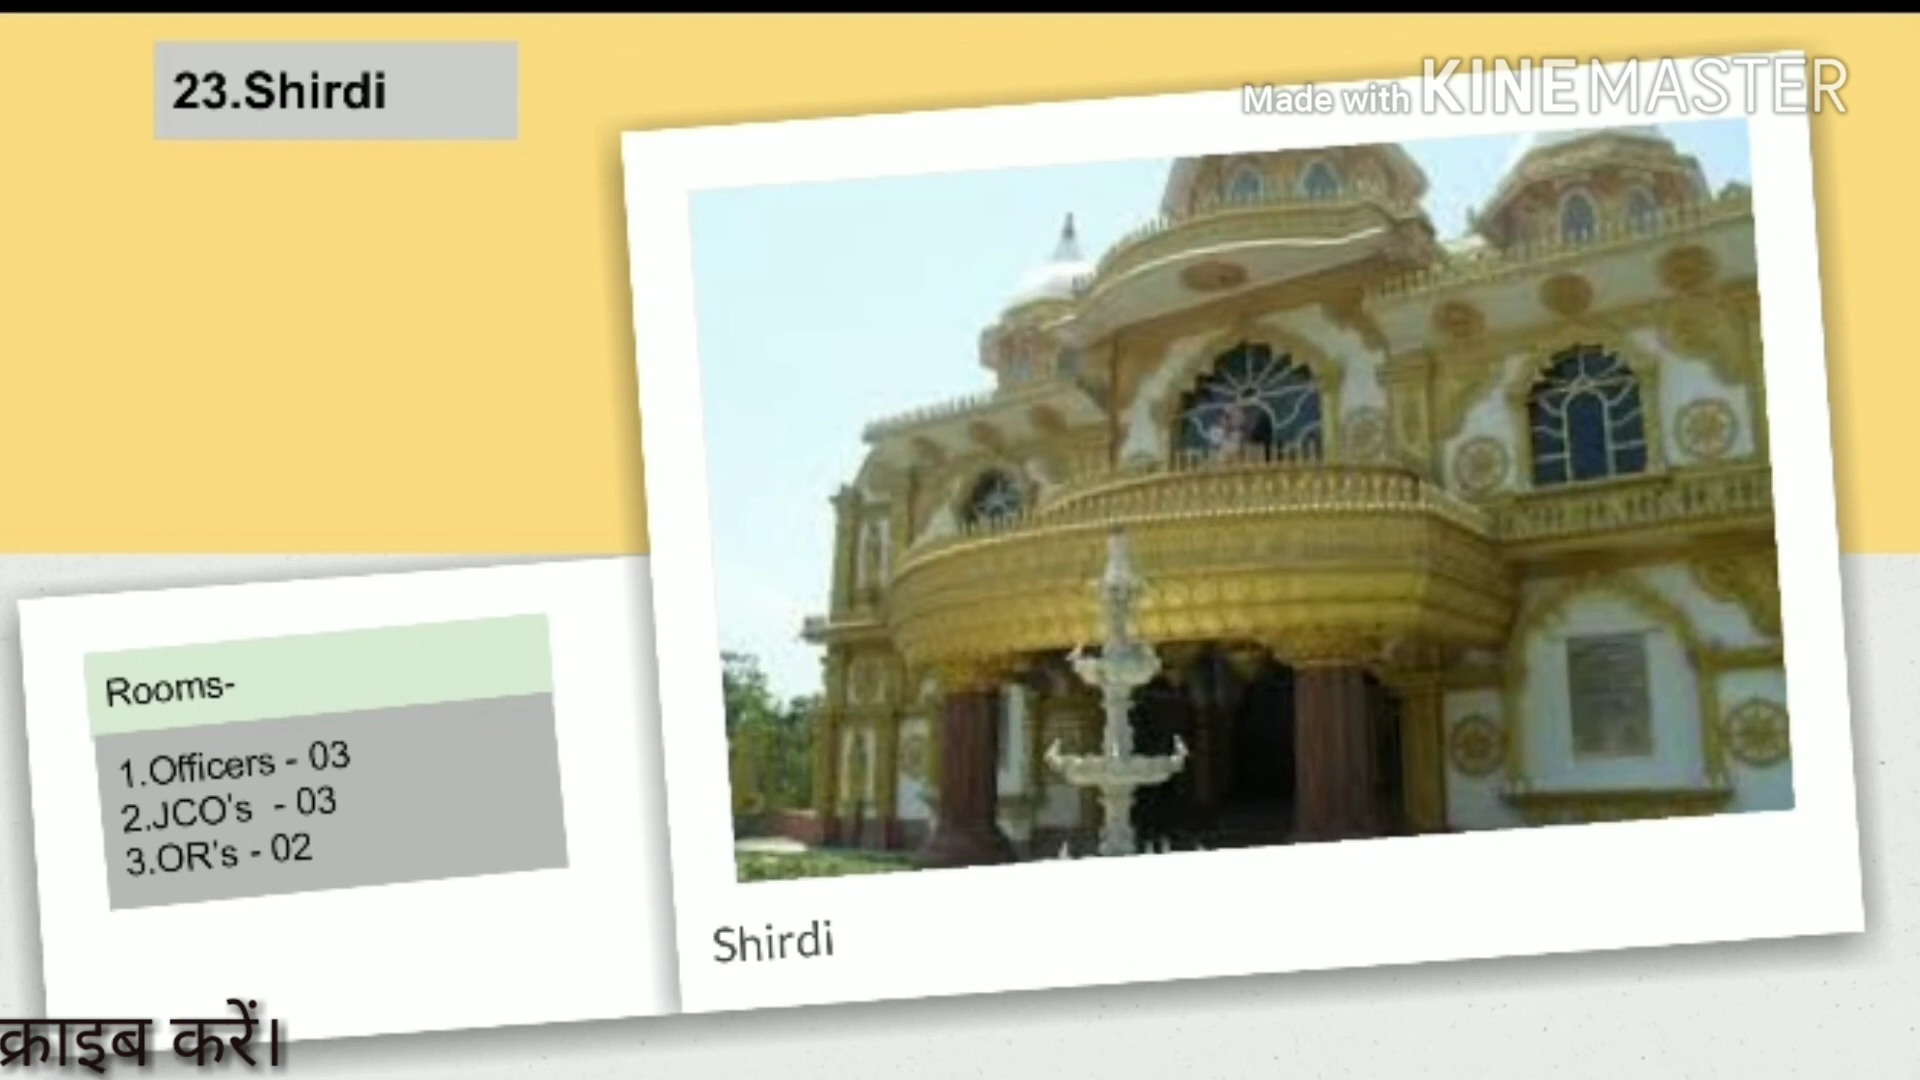 23.Shirdi
Made with KINEMASTER
Rooms-
1.Officers - 03
2.JCO's - 03
3.OR's - 02
Shirdi
क्राइब करें।